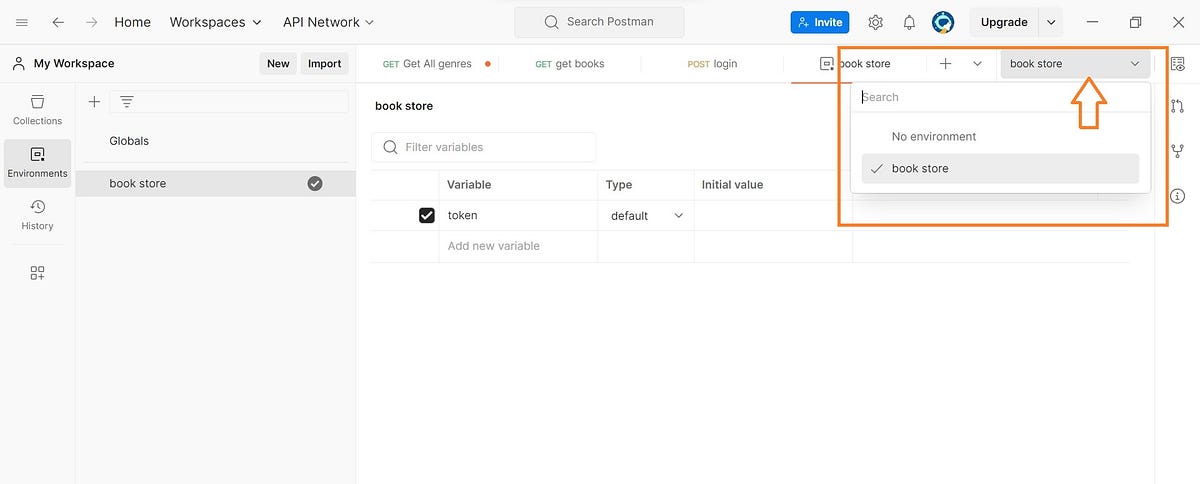 Home Workspaces API Network Search Postman Invite Upgrade
My Workspace New Import GET Get All genres GET get books POST login book store book store
Collections
Environments
History
Globals
book store
book store
Filter variables
Variable Type Initial value
token default
Add new variable
Search
No environment
book store